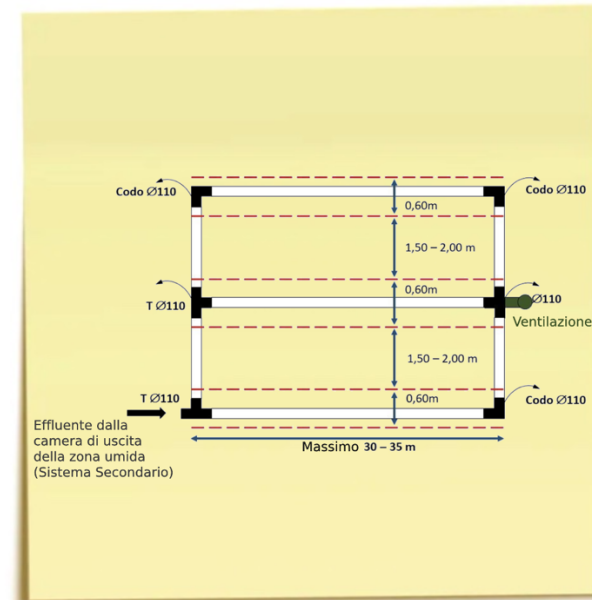 Codo Ø110
Codo Ø110
0,60m
1,50 – 2,00 m
0,60m
T Ø110
Ø110
Ventilazione
1,50 – 2,00 m
T Ø110
0,60m
Codo Ø110
Effluente dalla
camera di uscita
della zona umida
(Sistema Secondario)
Massimo 30 – 35 m